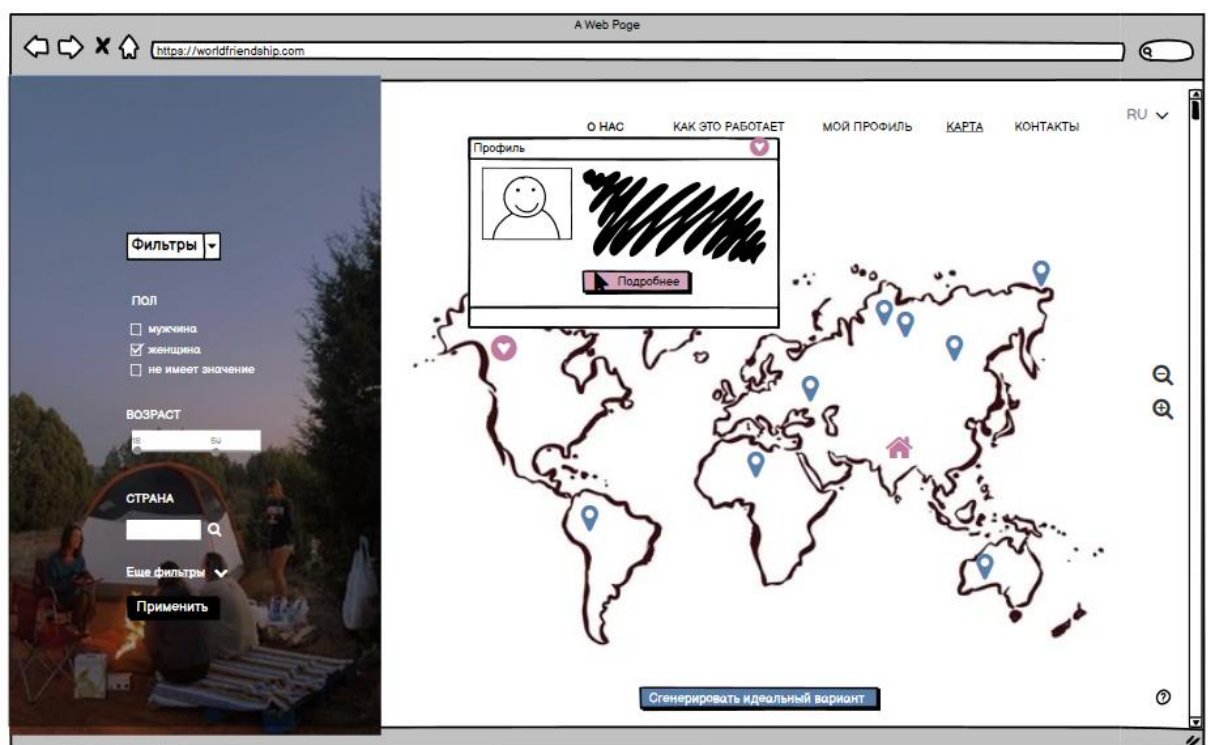 A Web Page
https://worldfriendship.com
RU
О НАС
КАК ЭТО РАБОТАЕТ
МОЙ ПРОФИЛЬ
КАРТА
КОНТАКТЫ
Профиль
Подробнее
Фильтры
ПОЛ
мужчина
женщина
не имеет значение
ВОЗРАСТ
18 50
СТРАНА
Еще фильтры
Применить
Сгенерировать идеальный вариант